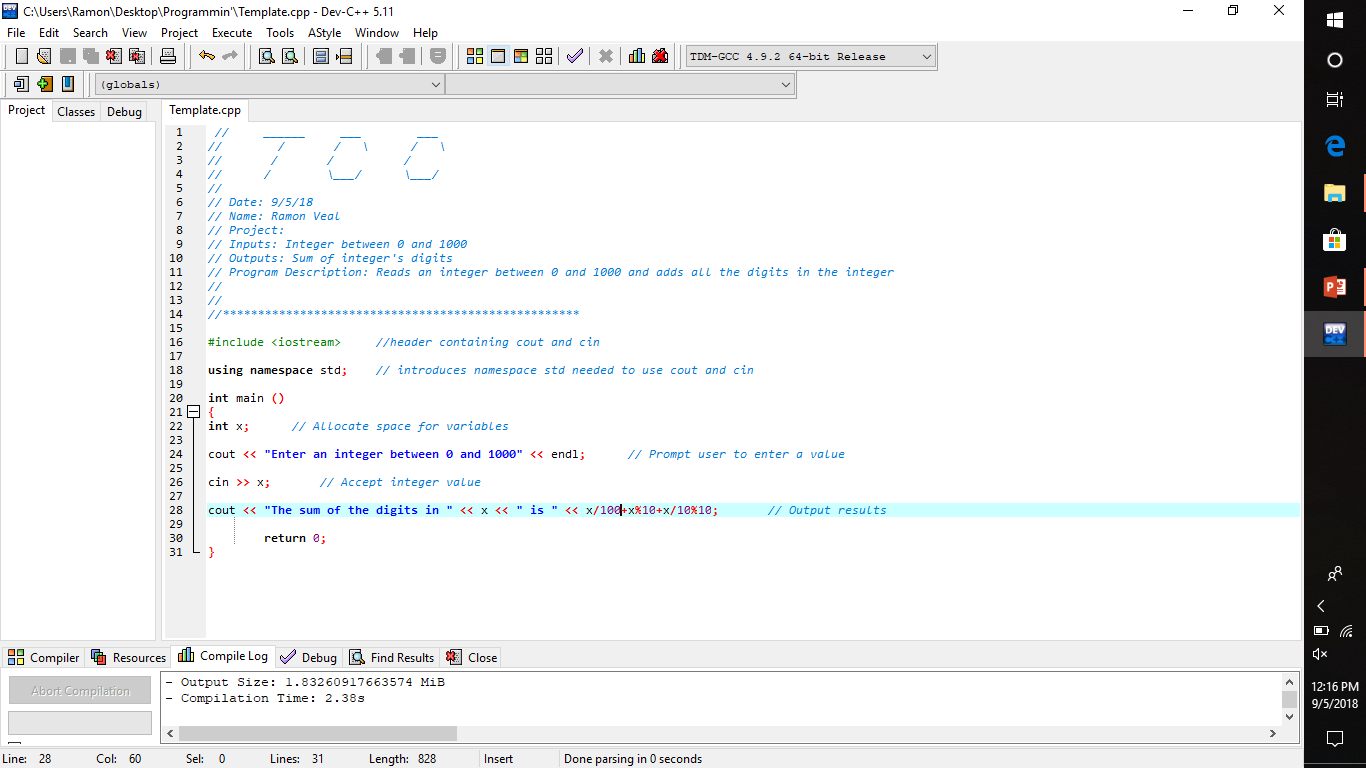 C:\Users\Ramon\Desktop\Programmin'\Template.cpp - Dev-C++ 5.11
File Edit Search View Project Execute Tools AStyle Window Help
TDM-GCC 4.9.2 64-bit Release
(globals)
Project Classes Debug
Template.cpp
1 // ______ ___ ___
2 // / / \ / \
3 // / / /
4 // / \___/ \___/
5 //
6 // Date: 9/5/18
7 // Name: Ramon Veal
8 // Project:
9 // Inputs: Integer between 0 and 1000
10 // Outputs: Sum of integer's digits
11 // Program Description: Reads an integer between 0 and 1000 and adds all the digits in the integer
12 //
13 //
14 //***************************************************
15
16 #include <iostream> //header containing cout and cin
17
18 using namespace std; // introduces namespace std needed to use cout and cin
19
20 int main ()
21 {
22 int x; // Allocate space for variables
23
24 cout << "Enter an integer between 0 and 1000" << endl; // Prompt user to enter a value
25
26 cin >> x; // Accept integer value
27
28 cout << "The sum of the digits in " << x << " is " << x/100+x%10+x/10%10; // Output results
29
30 return 0;
31 }
Compiler Resources Compile Log Debug Find Results Close
Abort Compilation
- Output Size: 1.83260917663574 MiB
- Compilation Time: 2.38s
Line: 28 Col: 60 Sel: 0 Lines: 31 Length: 828 Insert Done parsing in 0 seconds
DEV
12:16 PM
9/5/2018